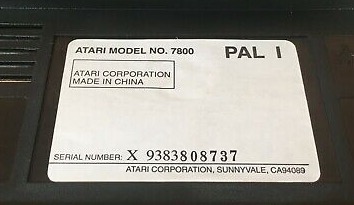 ATARI MODEL NO. 7800 PAL I
ATARI CORPORATION
MADE IN CHINA
SERIAL NUMBER: X 9383808737
ATARI CORPORATION, SUNNYVALE, CA94089